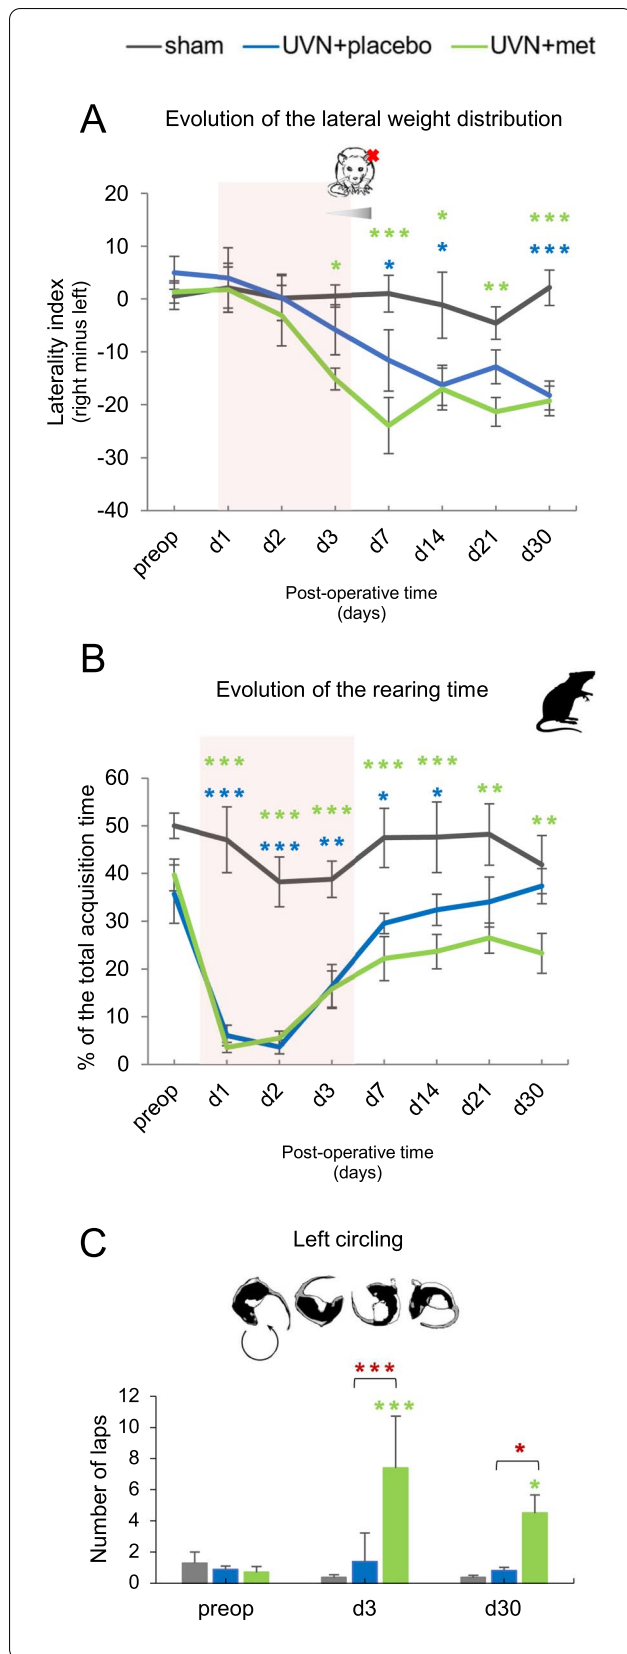 sham UVN+placebo UVN+met
A
Evolution of the lateral weight distribution
20
10
0
-10
-20
-30
-40
Laterality index
(right minus left)
*
***
*
*
*
**
***
***
preop d1 d2 d3 d7 d14 d21 d30
Post-operative time
(days)
B
Evolution of the rearing time
60
50
40
30
20
10
0
% of the total acquisition time
***
***
***
***
***
**
***
*
***
*
**
**
preop d1 d2 d3 d7 d14 d21 d30
Post-operative time
(days)
C
Left circling
12
10
8
6
4
2
0
Number of laps
***
***
*
*
preop d3 d30